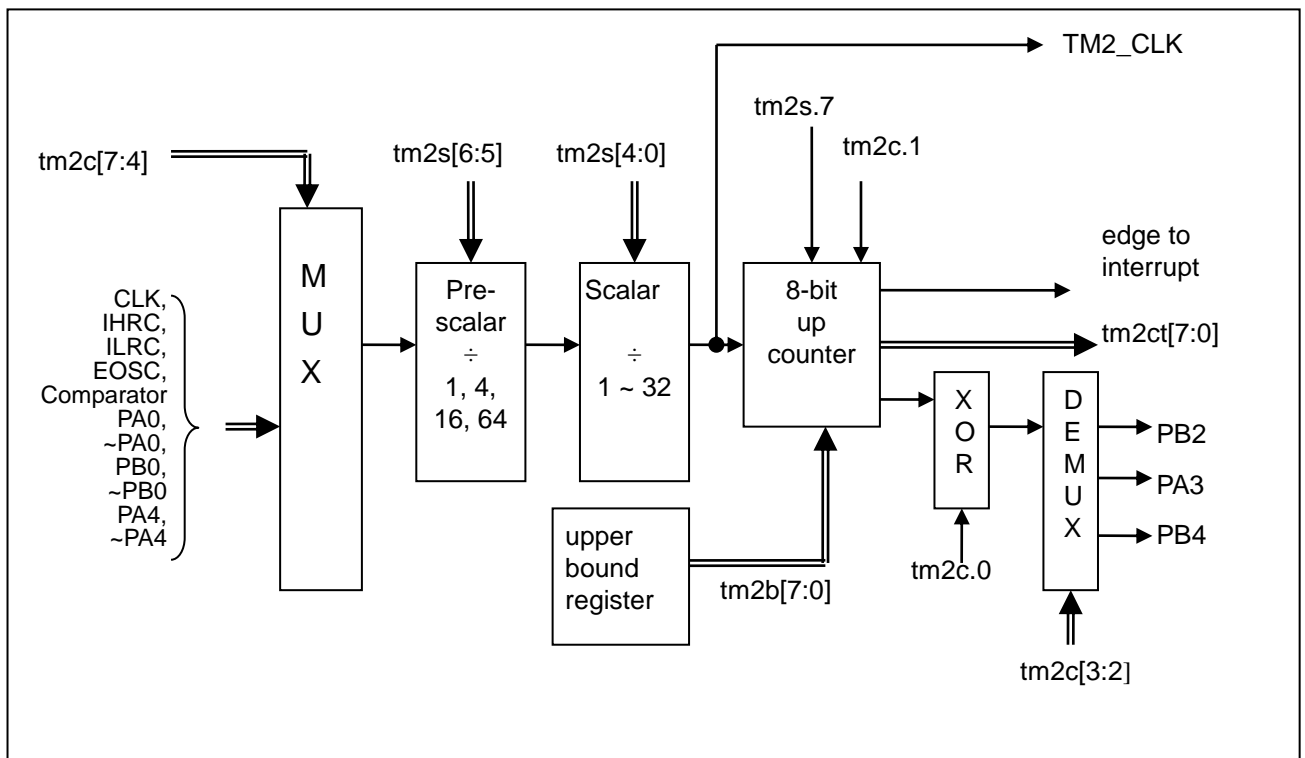 TM2_CLK
tm2s.7
tm2c.1
tm2c[7:4]
tm2s[6:5]
tm2s[4:0]
edge to
interrupt
M
U
X
CLK,
IHRC,
ILRC,
EOSC,
Comparator
PA0,
~PA0,
PB0,
~PB0
PA4,
~PA4
Pre-
scalar
÷
1, 4,
16, 64
Scalar
÷
1 ~ 32
8-bit
up
counter
tm2ct[7:0]
X
O
R
D
E
M
U
X
PB2
PA3
PB4
upper
bound
register
tm2b[7:0]
tm2c.0
tm2c[3:2]